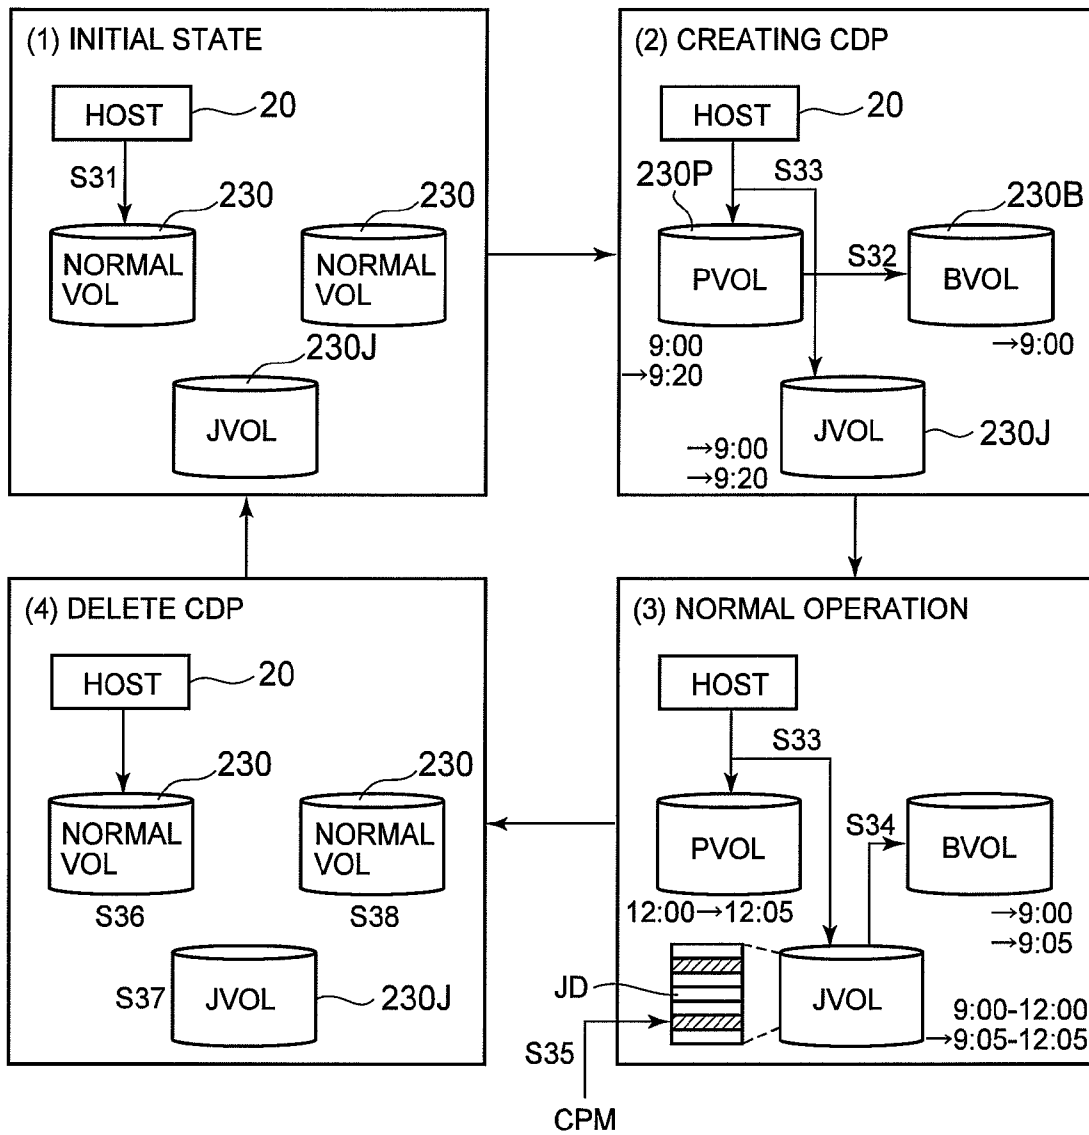 (1) INITIAL STATE
HOST
20
S31
230
230
NORMAL
VOL
NORMAL
VOL
230J
JVOL
(2) CREATING CDP
HOST
20
230P
S33
230B
PVOL
S32
BVOL
9:00
→9:20
→9:00
JVOL
230J
→9:00
→9:20
(4) DELETE CDP
HOST
20
230
230
NORMAL
VOL
NORMAL
VOL
S36
S38
S37
JVOL
230J
(3) NORMAL OPERATION
HOST
S33
PVOL
S34
BVOL
12:00→12:05
→9:00
→9:05
JD
JVOL
9:00-12:00
→9:05-12:05
S35
CPM